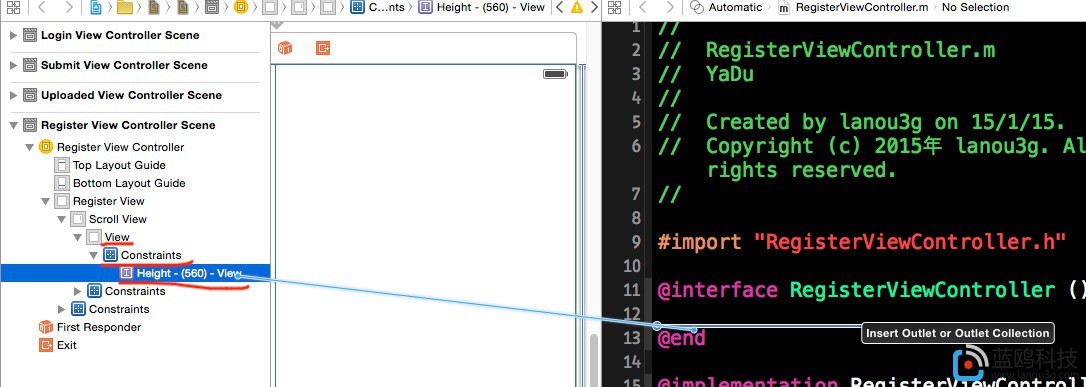 C...nts
Height - (560) - View
Automatic
RegisterViewController.m
No Selection
Login View Controller Scene
Submit View Controller Scene
Uploaded View Controller Scene
Register View Controller Scene
Register View Controller
Top Layout Guide
Bottom Layout Guide
Register View
Scroll View
View
Constraints
Height - (560) - View
Constraints
Constraints
First Responder
Exit
1 //
2 // RegisterViewController.m
3 // YaDu
4 //
5 // Created by lanou3g on 15/1/15.
6 // Copyright (c) 2015年 lanou3g. Al
rights reserved.
7 //
8
9 #import "RegisterViewController.h"
10
11 @interface RegisterViewController ()
12
Insert Outlet or Outlet Collection
13 @end
14
15 @implementation RegisterViewControl
蓝鸥科技
www.lanou3g.com